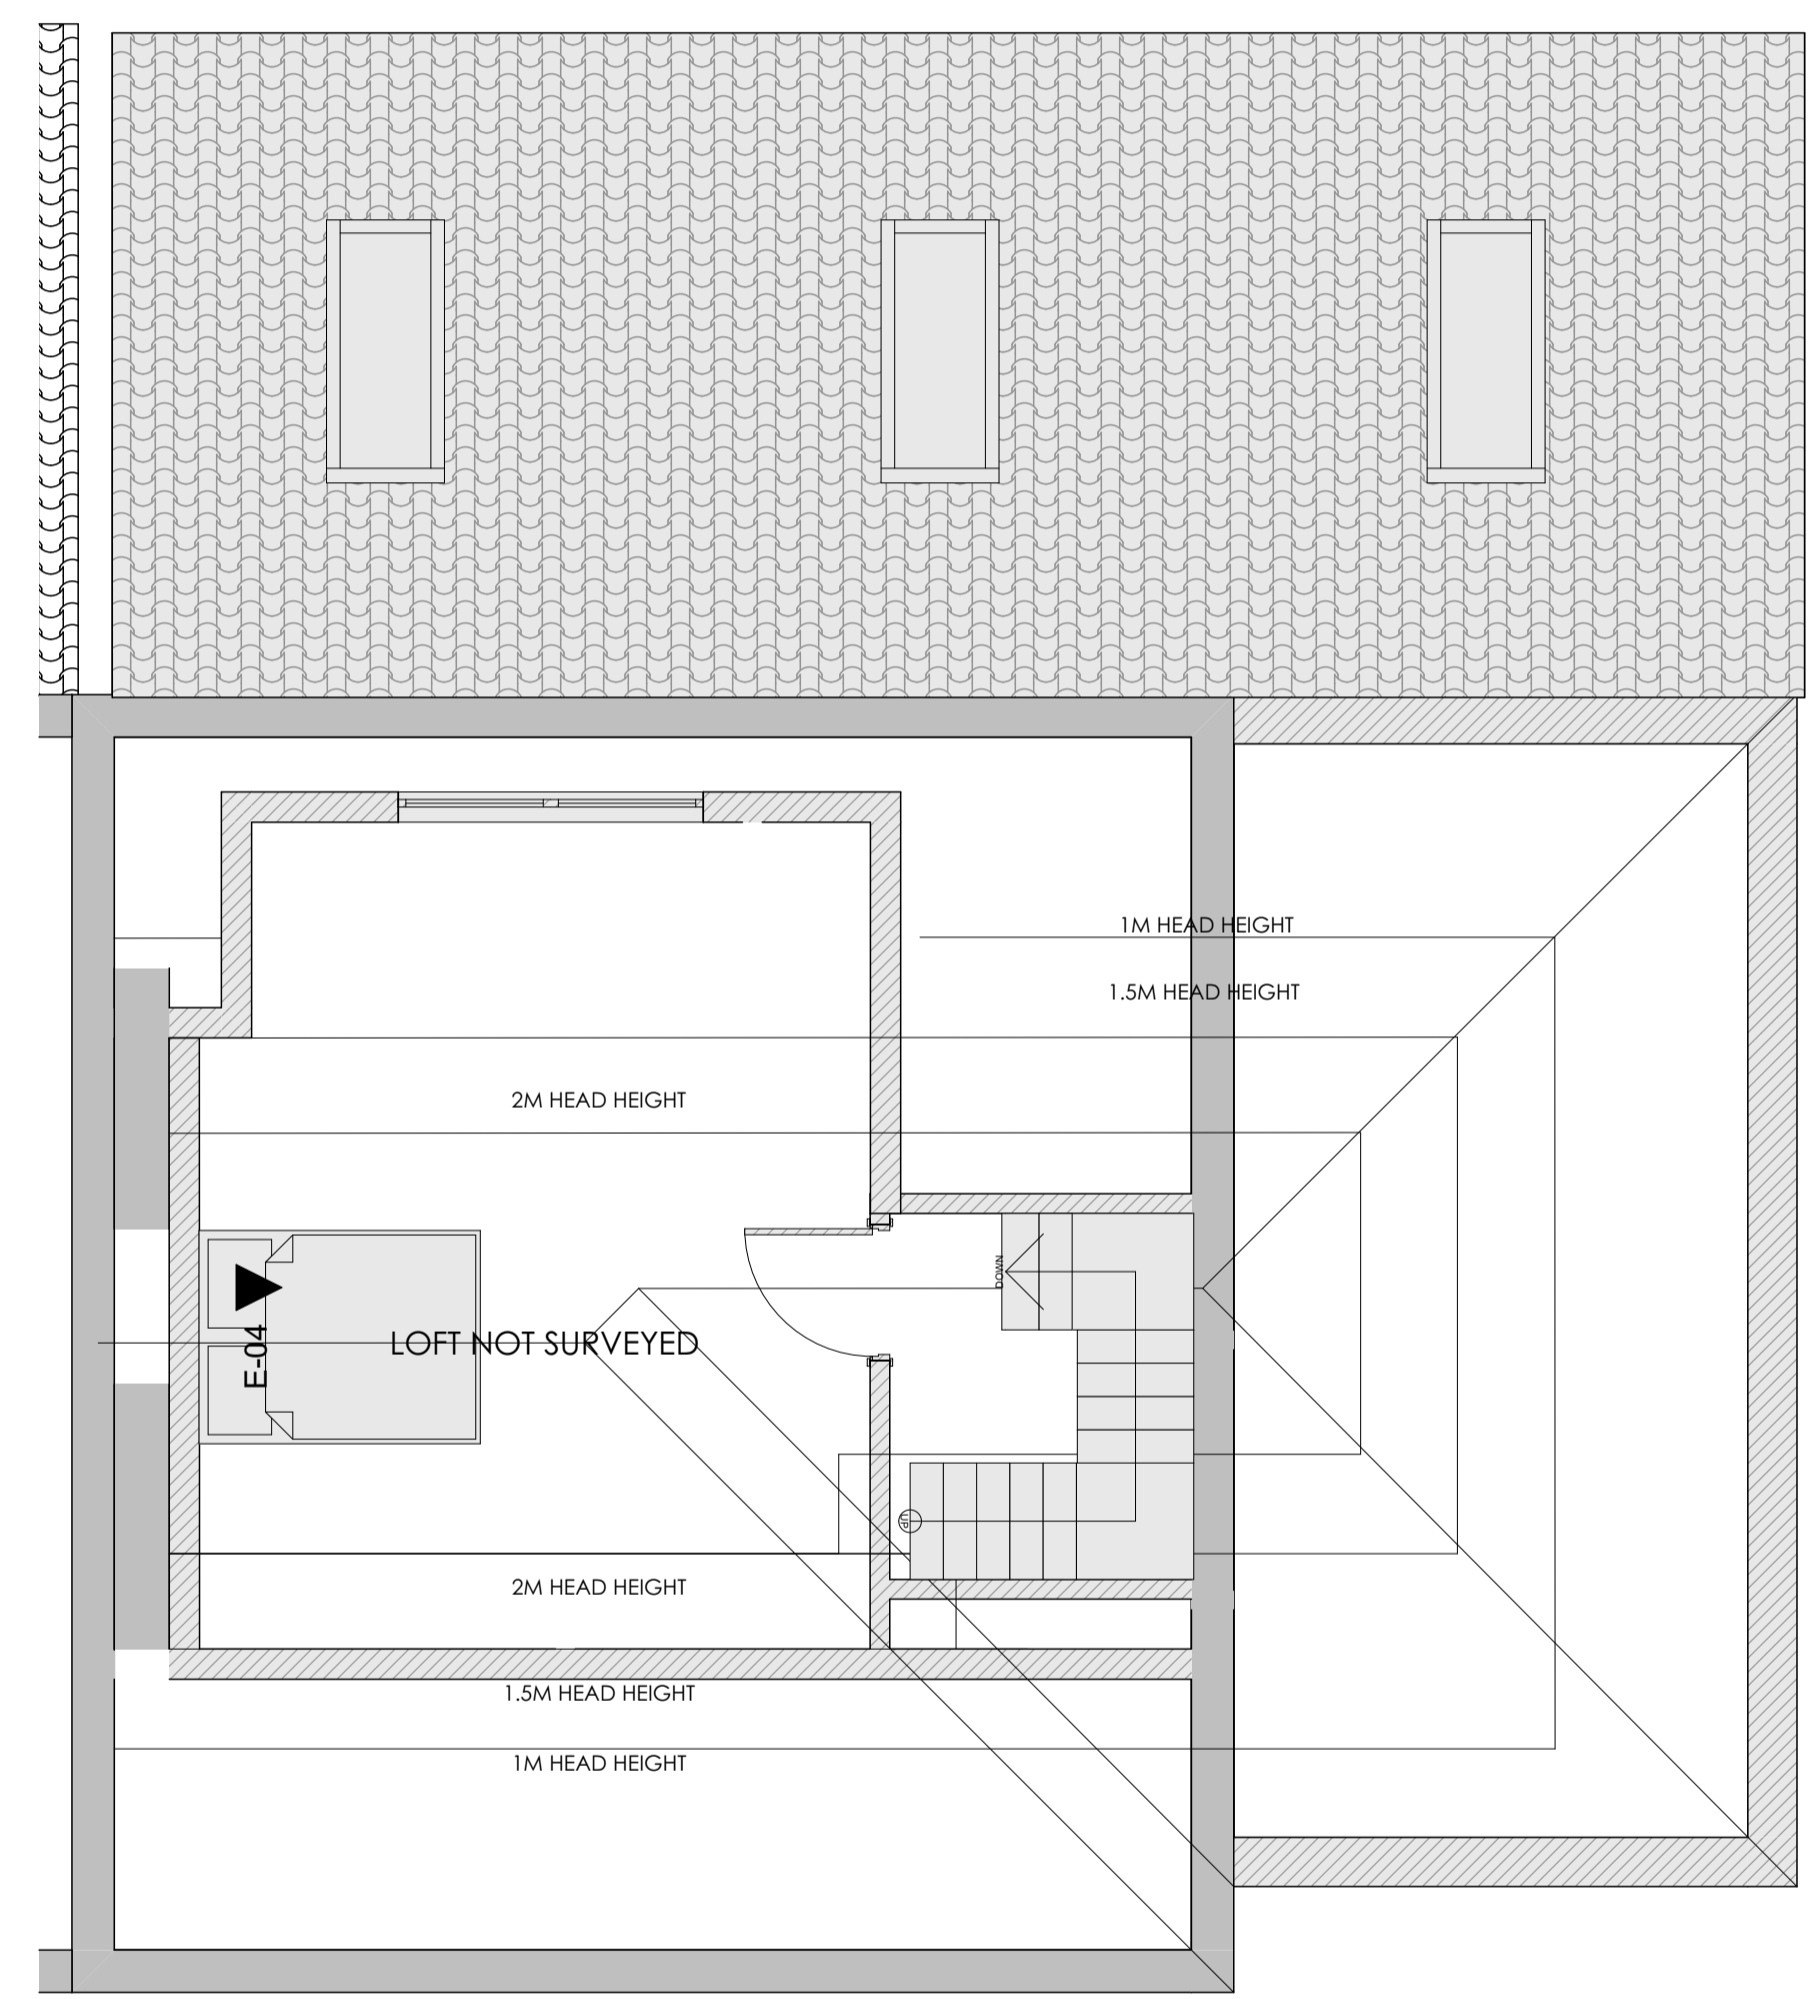 1M HEAD HEIGHT
1.5M HEAD HEIGHT
2M HEAD HEIGHT
DOWN
LOFT NOT SURVEYED
E-04
UP
2M HEAD HEIGHT
1.5M HEAD HEIGHT
1M HEAD HEIGHT